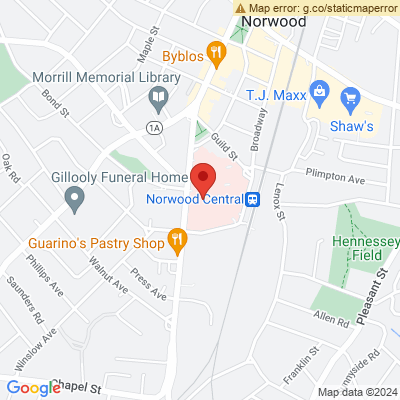 Map error: g.co/staticmaperror
Norwood
Maple St
Byblos
Morrill Memorial Library
T.J. Maxx
Bond St
1A
Shaw's
Guild St
Broadway
Oak Rd
Plimpton Ave
Gillooly Funeral Home
Norwood Central
Lenox St
Guarino's Pastry Shop
Hennessey
Field
Phillips Ave
Walnut Ave
Press Ave
Pleasant St
Saunders Rd
Allen Rd
Winslow Ave
Franklin St
Sunnyside Rd
Google
Chapel St
Map data ©2024